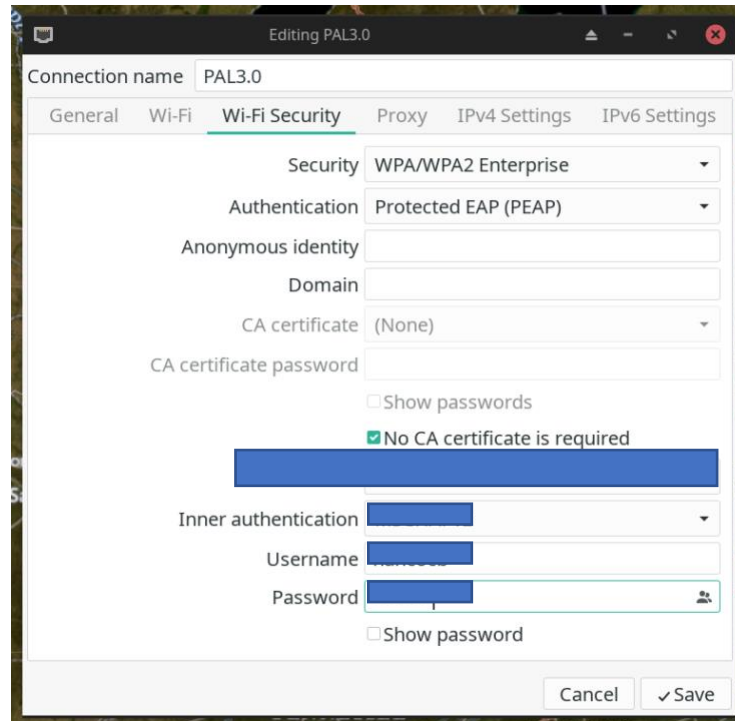 Editing PAL3.0
Connection name PAL3.0
General Wi-Fi Wi-Fi Security Proxy IPv4 Settings IPv6 Settings
Security WPA/WPA2 Enterprise
Authentication Protected EAP (PEAP)
Anonymous identity
Domain
CA certificate (None)
CA certificate password
Show passwords
No CA certificate is required
Inner authentication
Username
Password
Show password
Cancel Save